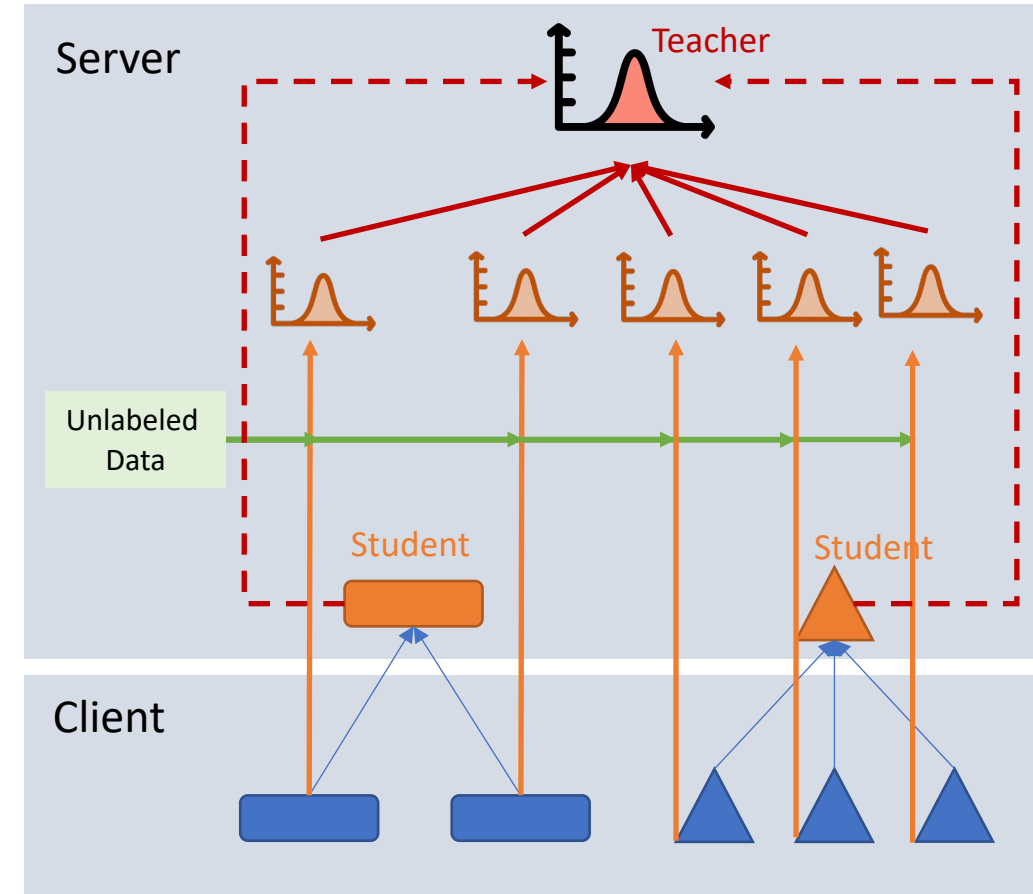 Server
Teacher
Unlabeled
Data
Student
Student
Client